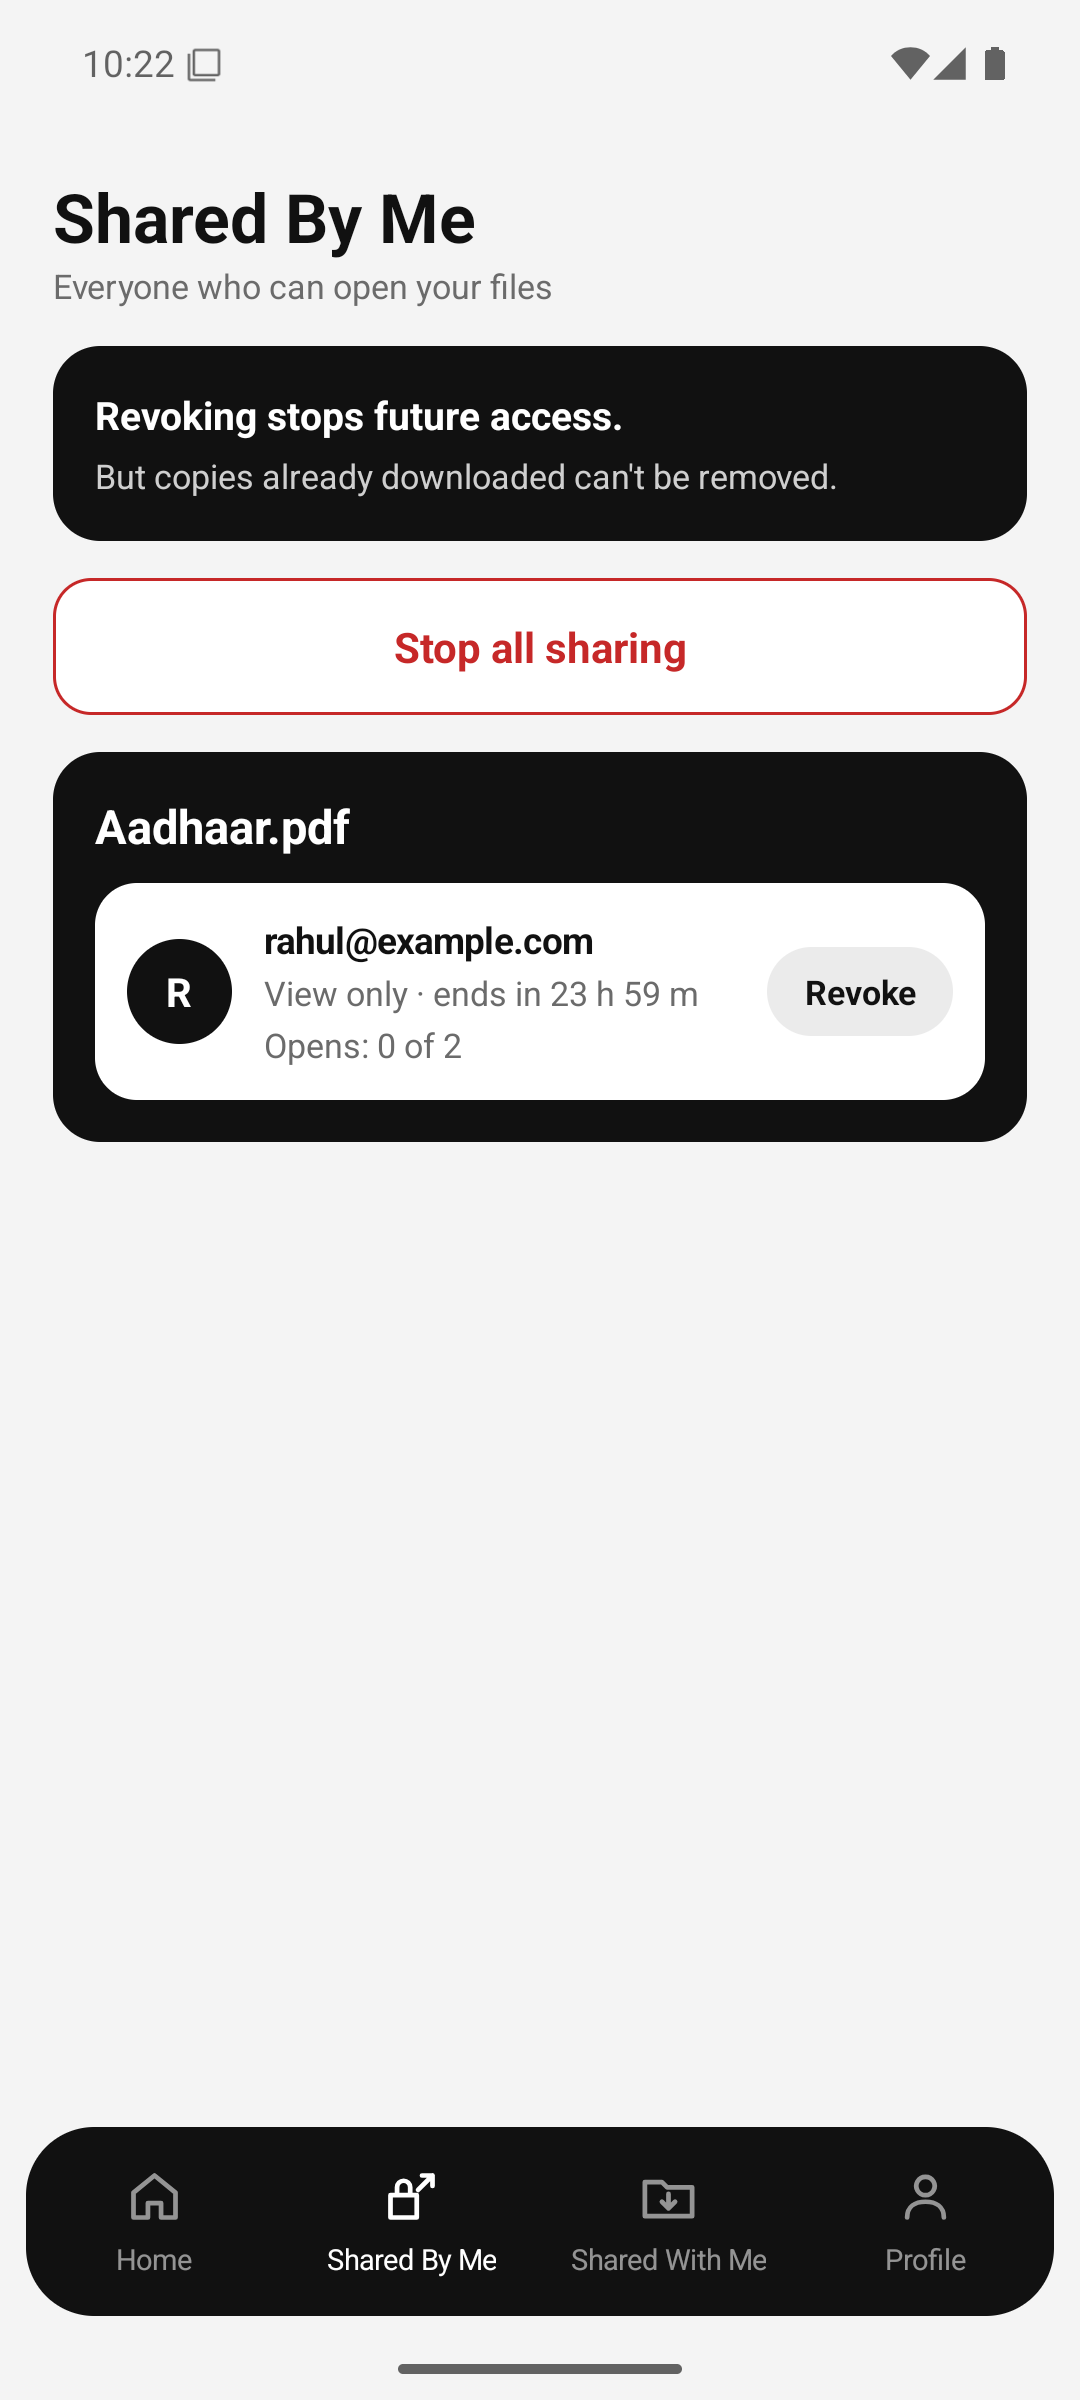 10:22
Shared By Me
Everyone who can open your files
Revoking stops future access.
But copies already downloaded can't be removed.
Stop all sharing
Aadhaar.pdf
R
rahul@example.com
View only · ends in 23 h 59 m
Opens: 0 of 2
Revoke
Home
Shared By Me
Shared With Me
Profile